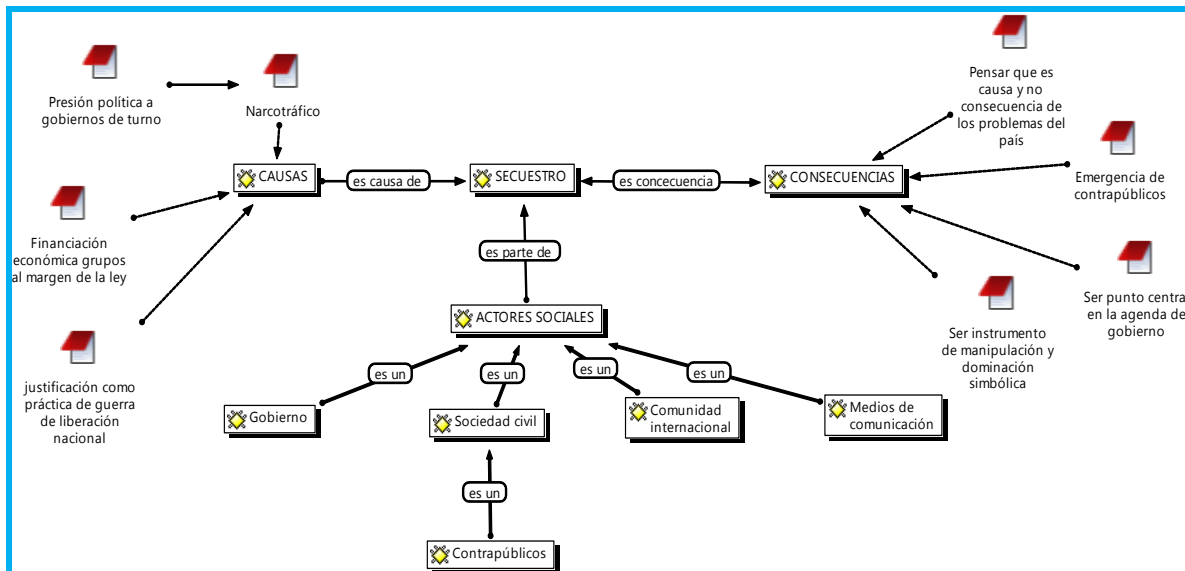 Presión política a
gobiernos de turno
Narcotráfico
Pensar que es
causa y no
consecuencia de
los problemas del
país
CAUSAS
es causa de
SECUESTRO
es concecuencia
CONSECUENCIAS
Emergencia de
contrapúblicos
Financiación
económica grupos
al margen de la ley
es parte de
Ser punto central
en la agenda de
gobierno
ACTORES SOCIALES
Ser instrumento
de manipulación y
dominación
simbólica
justificación como
práctica de guerra
de liberación
nacional
es un
es un
es un
es un
Gobierno
Sociedad civil
Comunidad
internacional
Medios de
comunicación
es un
Contrapúblicos